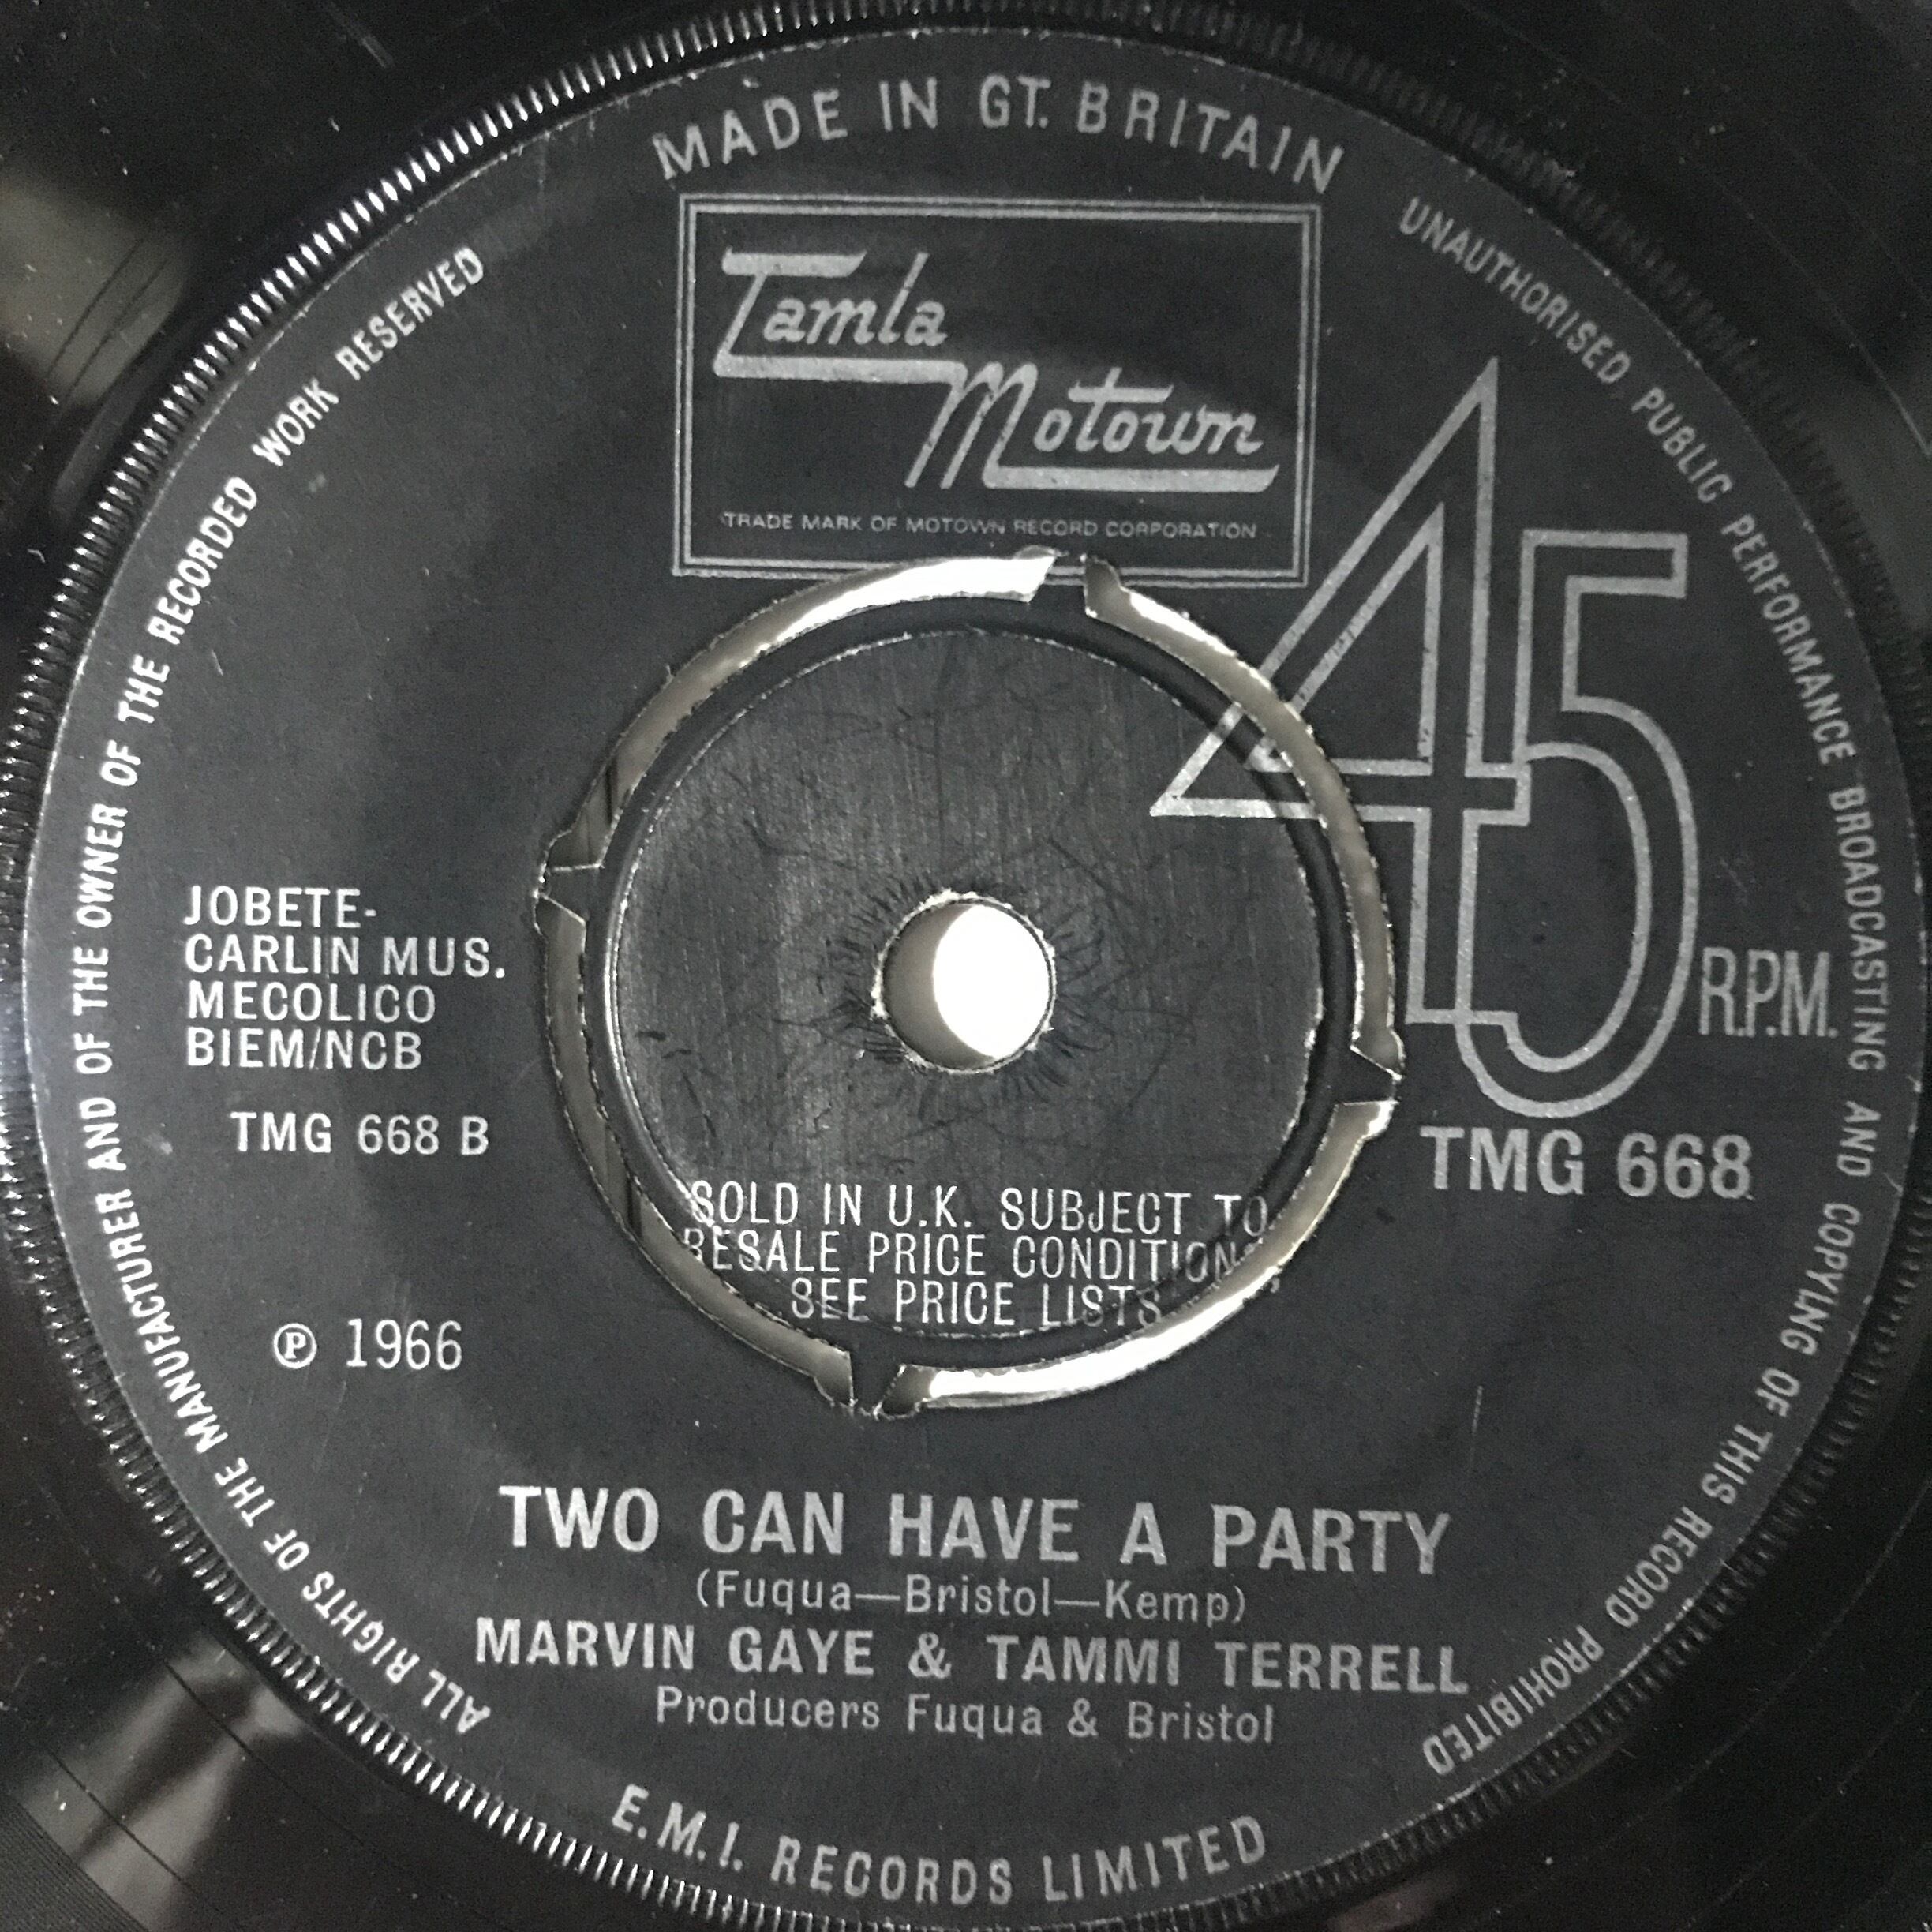 MADE IN GT. BRITAIN
Tamla
Motown
TRADE MARK OF MOTOWN RECORD CORPORATION
UNAUTHORISED PUBLIC PERFORMANCE BROADCASTING AND COPYING OF THIS RECORD PROHIBITED
ALL RIGHTS OF THE MANUFACTURER AND OF THE OWNER OF THE RECORDED WORK RESERVED
45
R.P.M.
TMG 668
JOBETE-
CARLIN MUS.
MECOLICO
BIEM/NCB
TMG 668 B
℗ 1966
SOLD IN U.K. SUBJECT TO
RESALE PRICE CONDITIONS
SEE PRICE LISTS
TWO CAN HAVE A PARTY
(Fuqua—Bristol—Kemp)
MARVIN GAYE & TAMMI TERRELL
Producers Fuqua & Bristol
E.M.I. RECORDS LIMITED